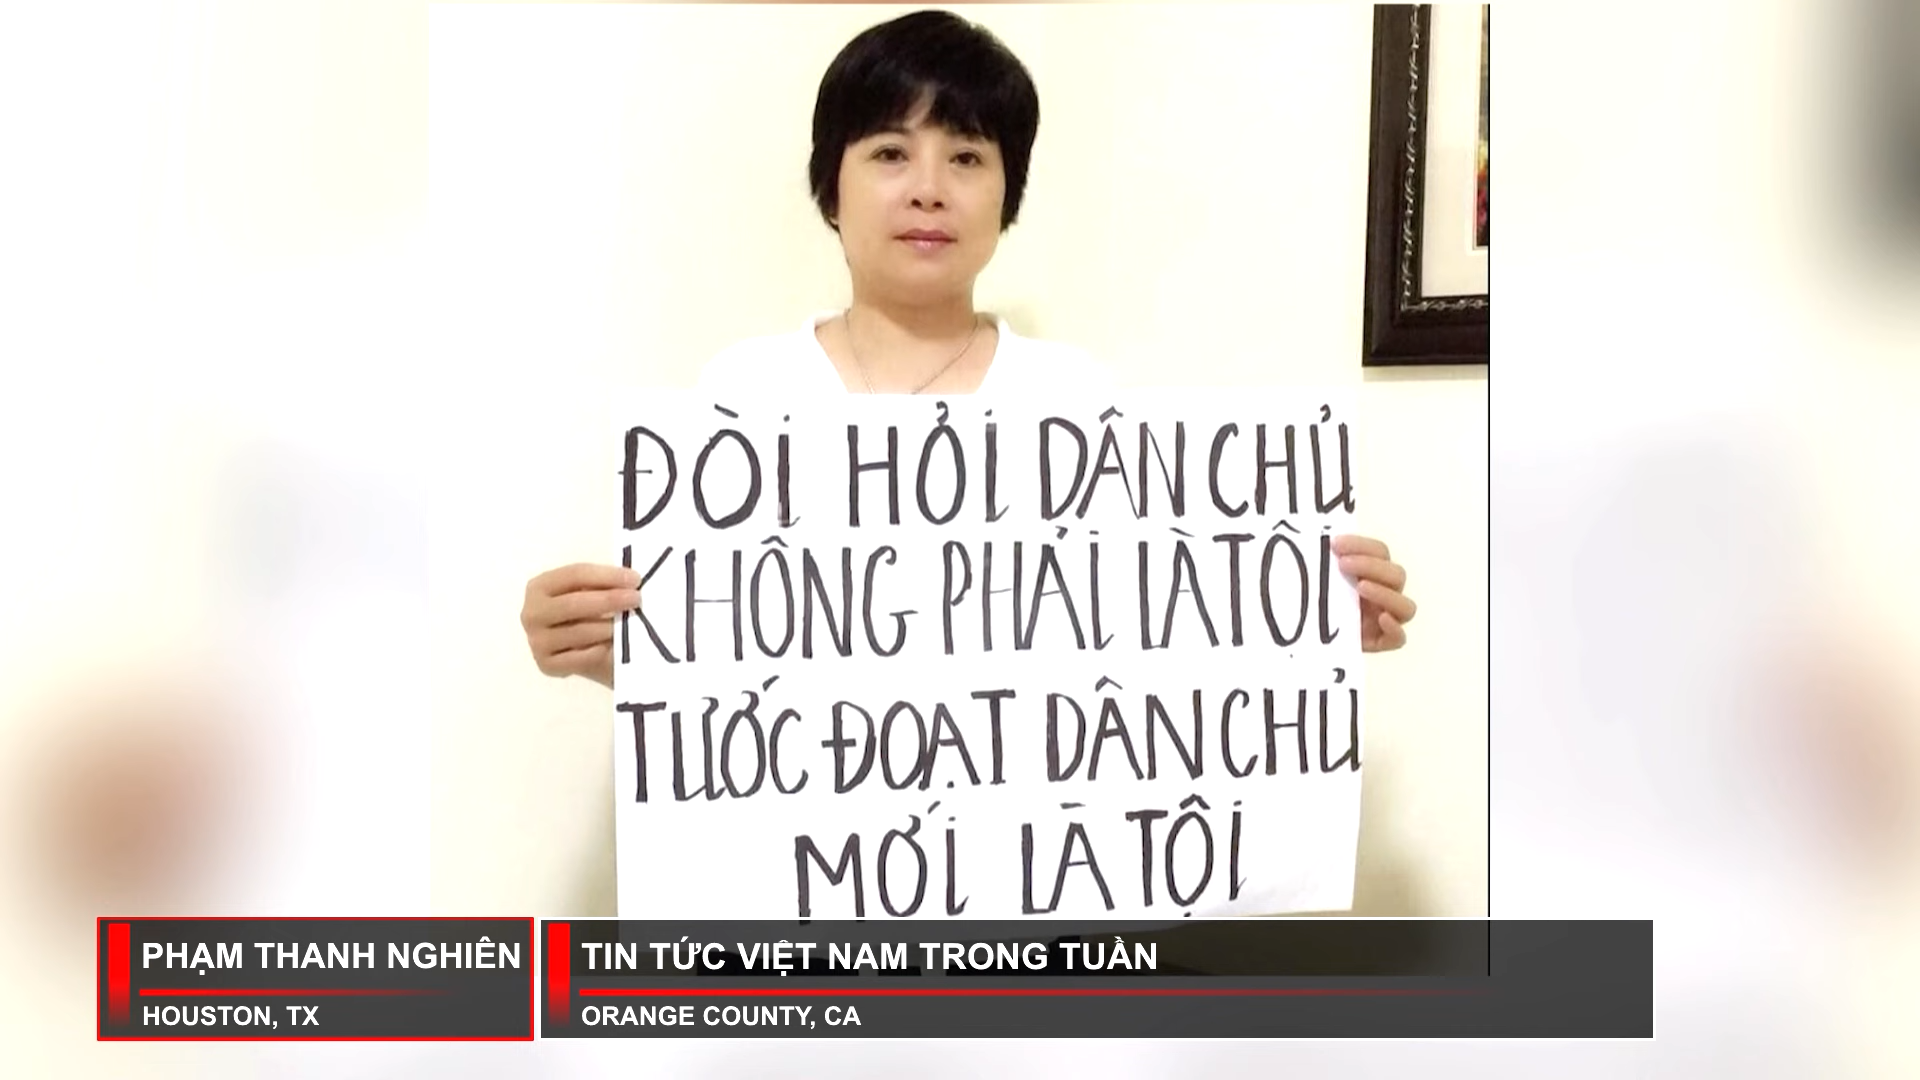 ĐÒI HỎI DÂN CHỦ
KHÔNG PHẢI LÀ TỘI
TƯỚC ĐOẠT DÂN CHỦ
MỚI LÀ TỘI
PHẠM THANH NGHIÊN
HOUSTON, TX
TIN TỨC VIỆT NAM TRONG TUẦN
ORANGE COUNTY, CA